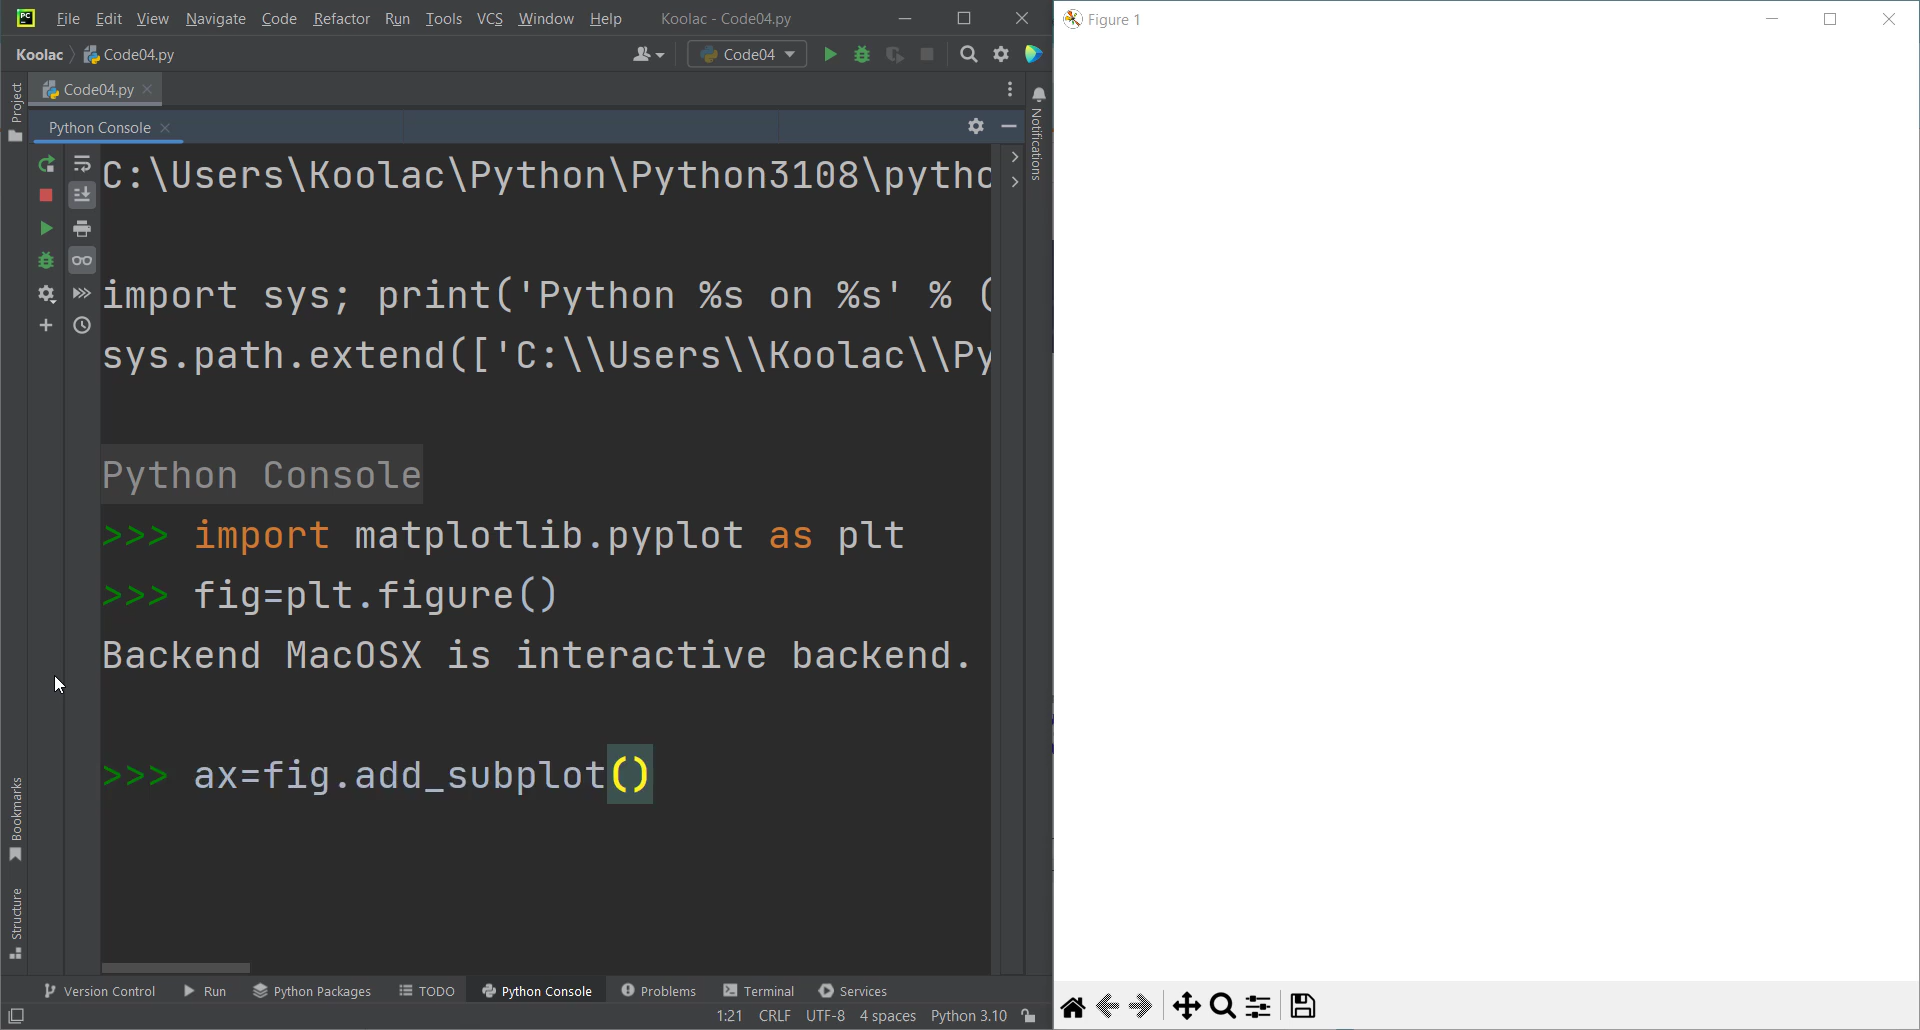 PC File Edit View Navigate Code Refactor Run Tools VCS Window Help Koolac - Code04.py
Figure 1
Koolac Code04.py Code04
Code04.py
Python Console
Project
Notifications
C:\Users\Koolac\Python\Python3108\pytho
import sys; print('Python %s on %s' % (
sys.path.extend(['C:\\Users\\Koolac\\Py
Python Console
>>> import matplotlib.pyplot as plt
>>> fig=plt.figure()
Backend MacOSX is interactive backend.
>>> ax=fig.add_subplot()
Bookmarks
Structure
Version Control Run Python Packages TODO Python Console Problems Terminal Services
1:21 CRLF UTF-8 4 spaces Python 3.10